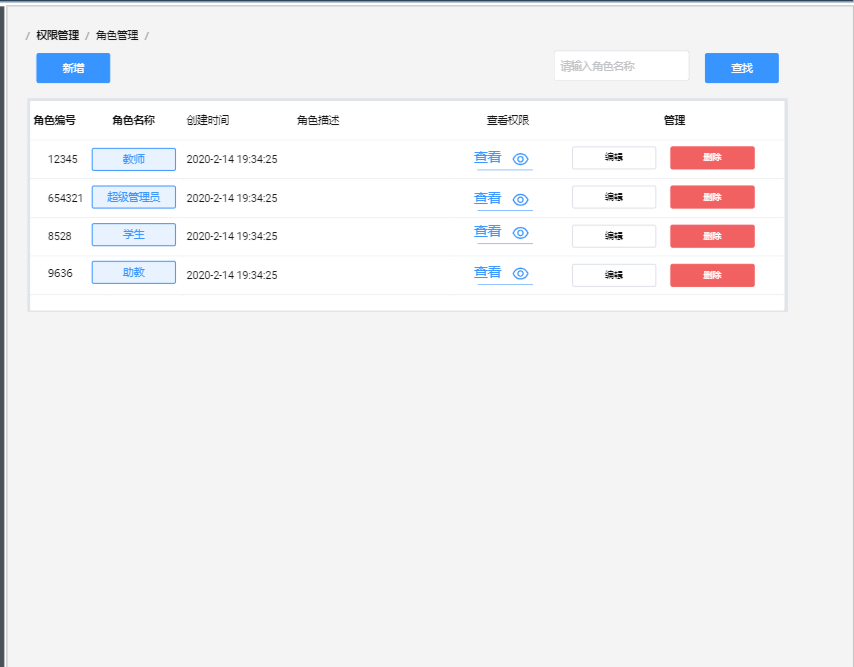 / 权限管理 / 角色管理 /
新增 请输入角色名称 查找
角色编号 角色名称 创建时间 角色描述 查看权限 管理
12345 教师 2020-2-14 19:34:25 查看 编辑 删除
654321 超级管理员 2020-2-14 19:34:25 查看 编辑 删除
8528 学生 2020-2-14 19:34:25 查看 编辑 删除
9636 助教 2020-2-14 19:34:25 查看 编辑 删除